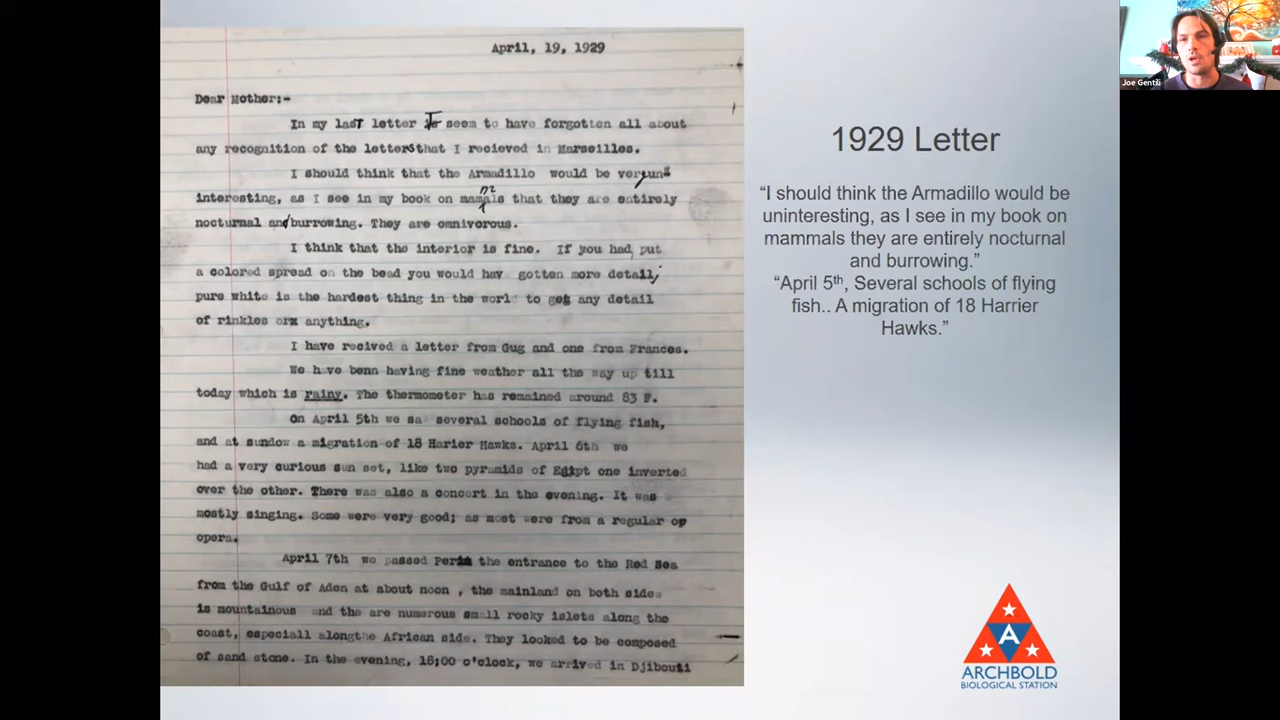 April, 19, 1929
Dear Mother:-
In my last letter I seem to have forgotten all about
any recognition of the letters that I recieved in Marseilles.
I should think that the Armadillo would be very un-
interesting, as I see in my book on mammals that they are entirely
nocturnal and burrowing. They are omnivorous.
I think that the interior is fine. If you had put
a colored spread on the bead you would hav gotten more detail;
pure white is the hardest thing in the worl to get any detail
of rinkles or anything.
I have recived a letter from Gug and one from Frances.
We have benn having fine weather all the way up till
today which is rainy. The thermometer has remained around 83 F.
On April 5th we sa several schools of flying fish,
and at sundow a migration of 18 Harier Hawks. April 6th we
had a very curious sun set, like two pyramids of Egipt one inverted
over the other. There was also a concert in the evening. It was
mostly singing. Some were very good; as most were from a regular op
opera.
April 7th we passed the entrance to the Red Sea
from the Gulf of Aden at about noon , the mainland on both sides
is mountainous and the are numerous small rocky islets along the
coast, especiall alongthe African side. They looked to be composed
of sand stone. In the evening, 18;00 o'clock, we arrived in Djibouti
1929 Letter
“I should think the Armadillo would be
uninteresting, as I see in my book on
mammals they are entirely nocturnal
and burrowing.”
“April 5th, Several schools of flying
fish.. A migration of 18 Harrier
Hawks.”
A
ARCHBOLD
BIOLOGICAL STATION
Joe Gentili